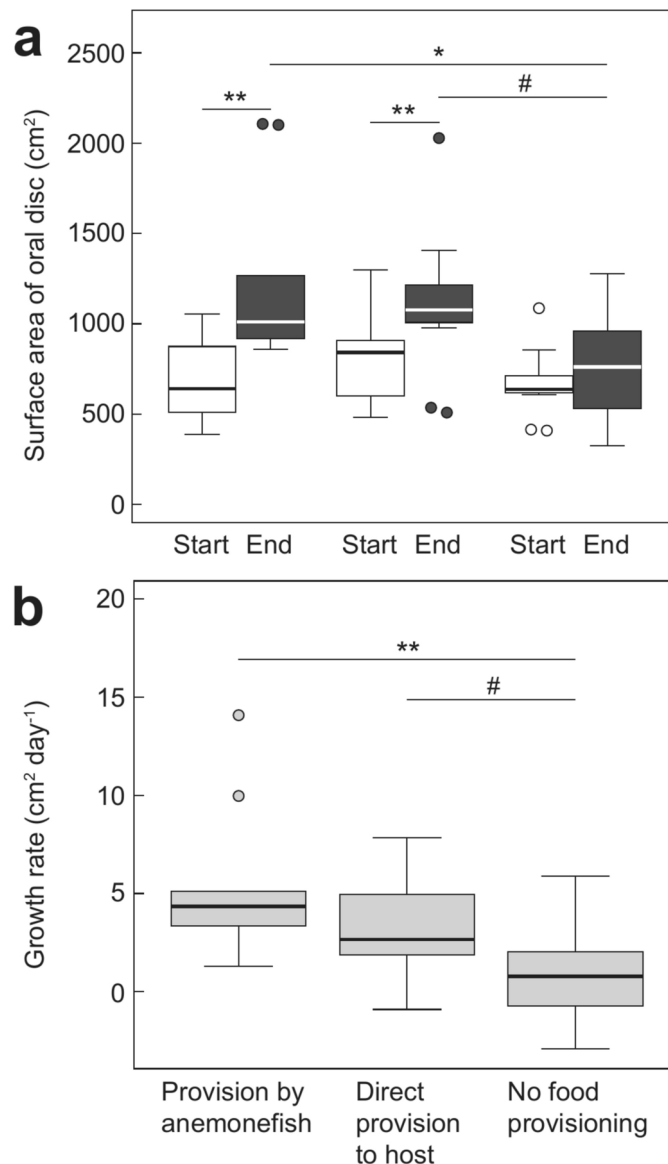 a
Surface area of oral disc (cm²)
2500
2000
1500
1000
500
0
**
**
*
#
Start End Start End Start End
b
Growth rate (cm² day⁻¹)
20
15
10
5
0
**
#
Provision by
anemonefish
Direct
provision
to host
No food
provisioning